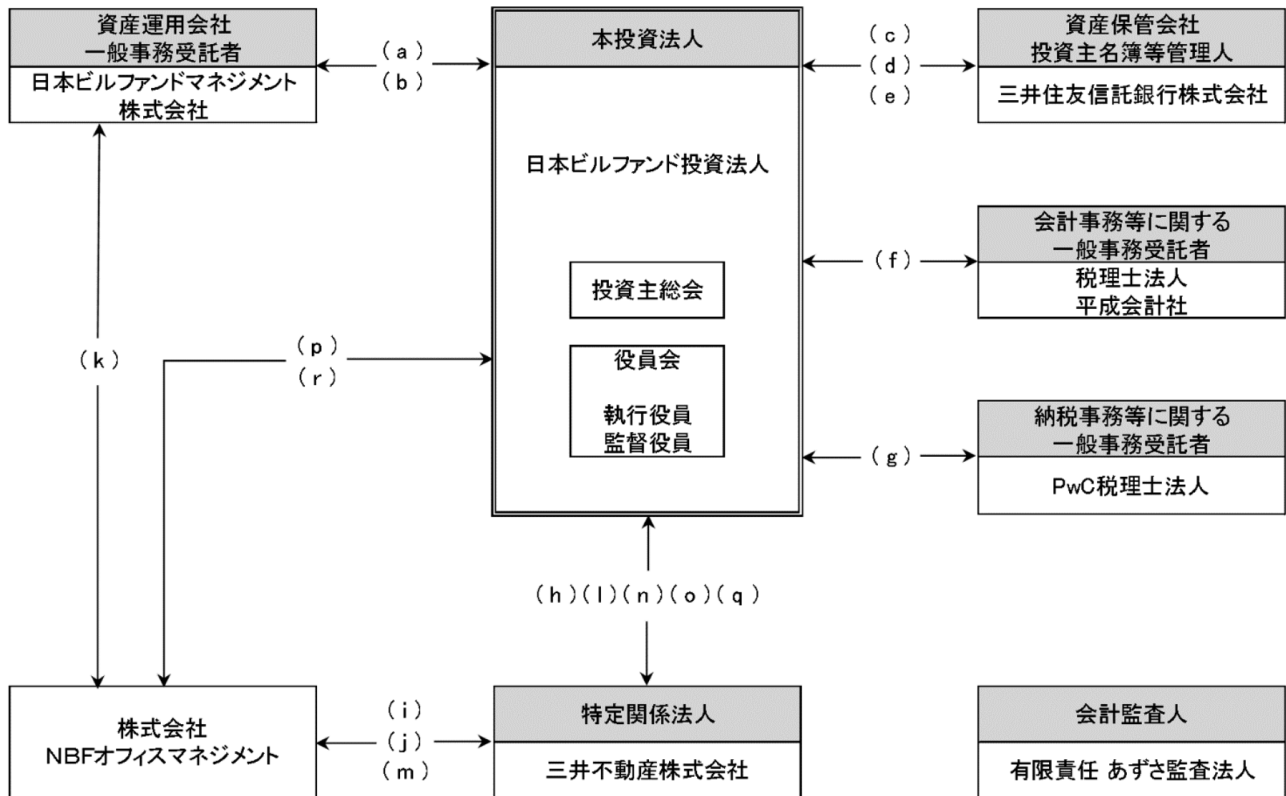 資産運用会社
一般事務受託者
日本ビルファンドマネジメント
株式会社
(a)
(b)
本投資法人
日本ビルファンド投資法人
投資主総会
役員会
執行役員
監督役員
(c)
(d)
(e)
資産保管会社
投資主名簿等管理人
三井住友信託銀行株式会社
(f)
会計事務等に関する
一般事務受託者
税理士法人
平成会計社
(k)
(p)
(r)
(g)
納税事務等に関する
一般事務受託者
PwC税理士法人
(h)(l)(n)(o)(q)
株式会社
NBFオフィスマネジメント
(i)
(j)
(m)
特定関係法人
三井不動産株式会社
会計監査人
有限責任 あずさ監査法人